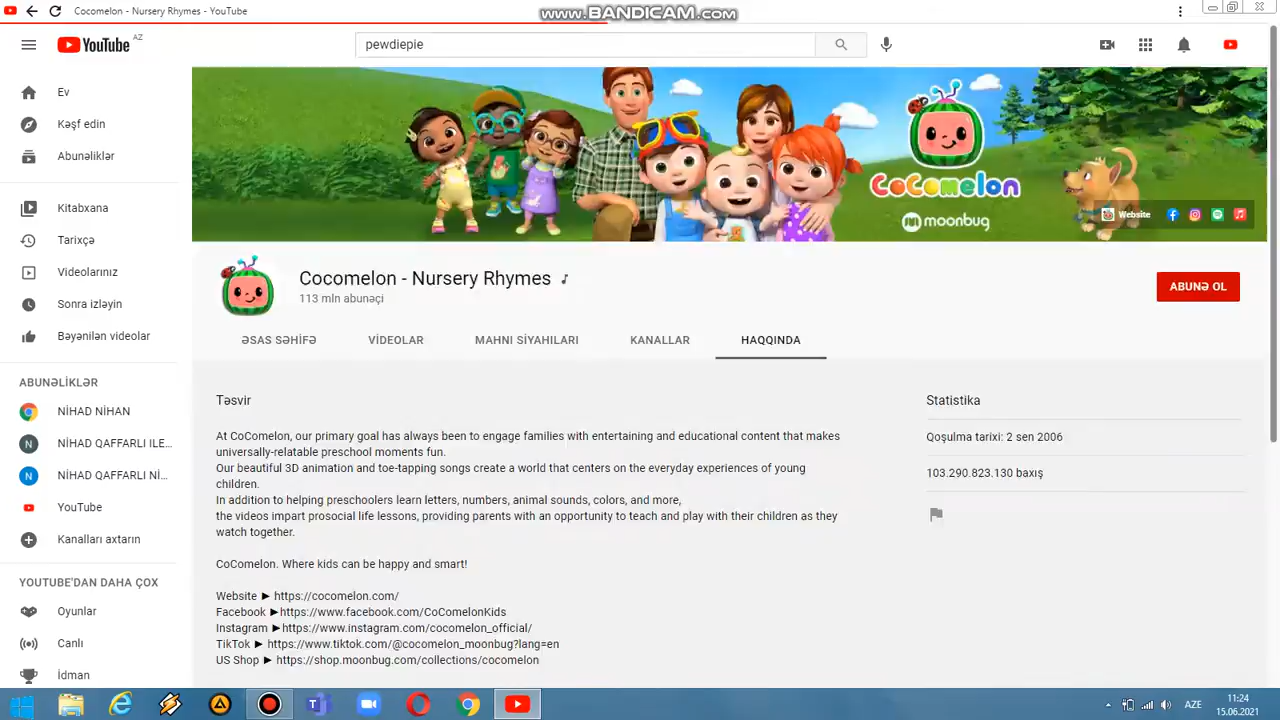 Cocomelon - Nursery Rhymes - YouTube
www.BANDICAM.com
YouTube AZ
pewdiepie
Ev
Kəşf edin
Abunəliklər
Kitabxana
Tarixçə
Videolarınız
Sonra izləyin
Bəyənilən videolar
ABUNƏLİKLƏR
NİHAD NİHAN
NİHAD QAFFARLI ILE...
NİHAD QAFFARLI Nİ...
YouTube
Kanalları axtarın
YOUTUBE'DAN DAHA ÇOX
Oyunlar
Canlı
İdman
CoComelon
moonbug
Website
Cocomelon - Nursery Rhymes
113 mln abunəçi
ABUNƏ OL
ƏSAS SƏHİFƏ
VİDEOLAR
MAHNI SİYAHILARI
KANALLAR
HAQQINDA
Təsvir
At CoComelon, our primary goal has always been to engage families with entertaining and educational content that makes
universally-relatable preschool moments fun.
Our beautiful 3D animation and toe-tapping songs create a world that centers on the everyday experiences of young
children.
In addition to helping preschoolers learn letters, numbers, animal sounds, colors, and more,
the videos impart prosocial life lessons, providing parents with an opportunity to teach and play with their children as they
watch together.
CoComelon. Where kids can be happy and smart!
Website ► https://cocomelon.com/
Facebook ►https://www.facebook.com/CoComelonKids
Instagram ►https://www.instagram.com/cocomelon_official/
TikTok ► https://www.tiktok.com/@cocomelon_moonbug?lang=en
US Shop ► https://shop.moonbug.com/collections/cocomelon
Statistika
Qoşulma tarixi: 2 sen 2006
103.290.823.130 baxış
AZE
11:24
15.06.2021